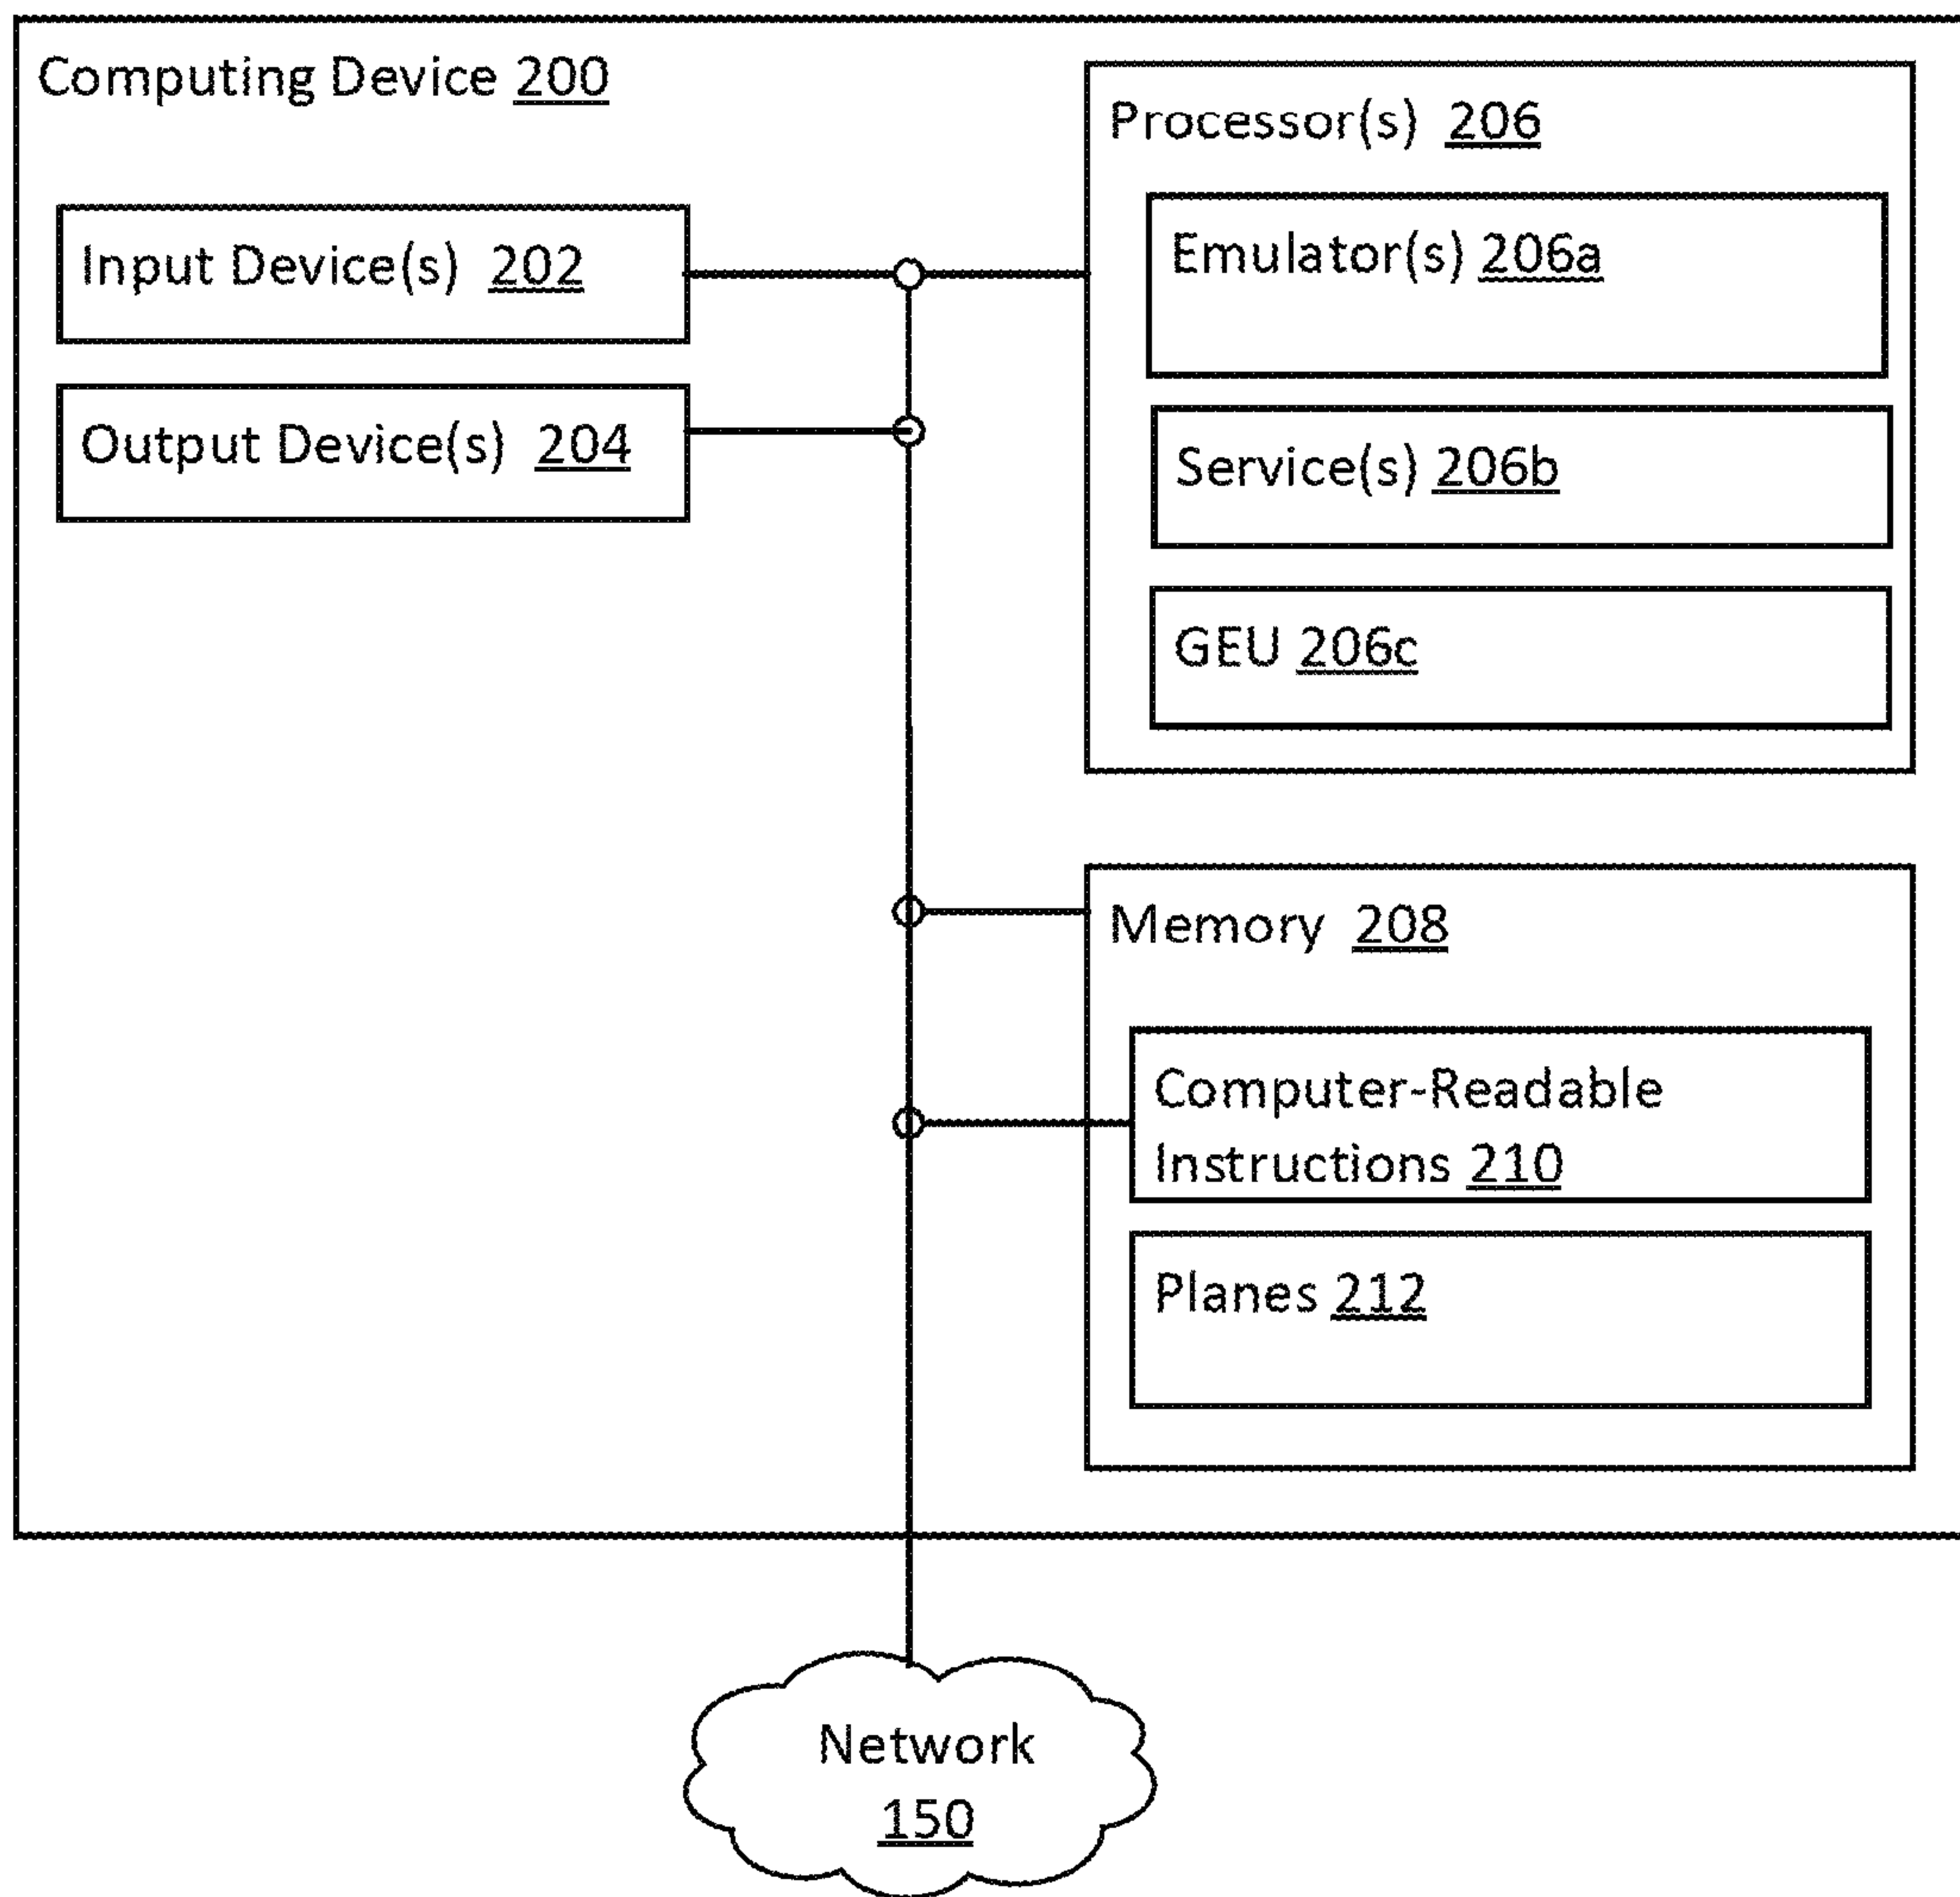 Computing Device 200
Input Device(s) 202
Output Device(s) 204
Processor(s) 206
Emulator(s) 206a
Service(s) 206b
GEU 206c
Memory 208
Computer-Readable
Instructions 210
Planes 212
Network
150